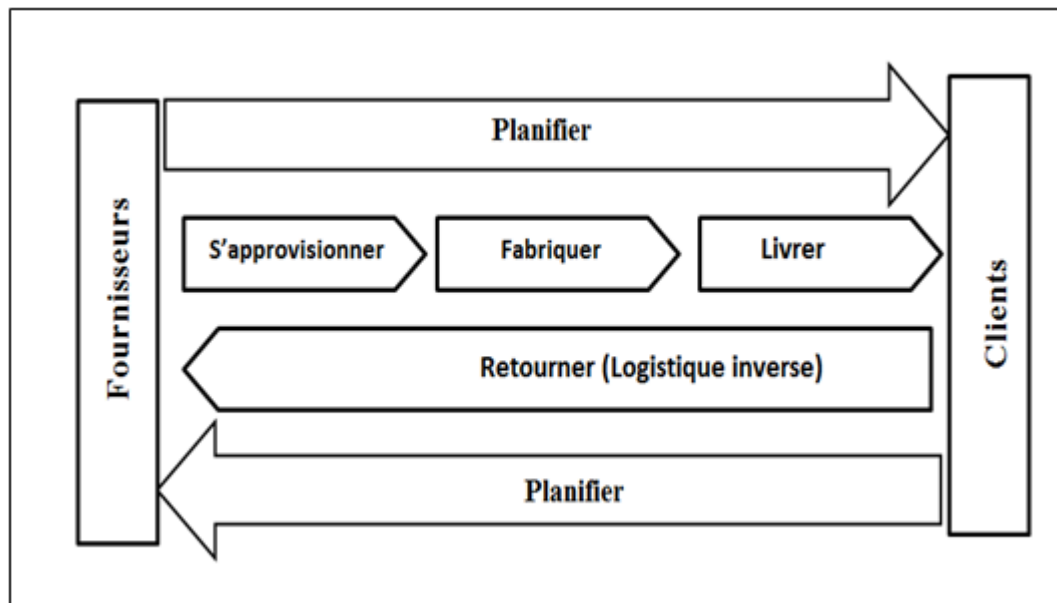 Planifier
Fournisseurs
S'approvisionner
Fabriquer
Livrer
Clients
Retourner (Logistique inverse)
Planifier